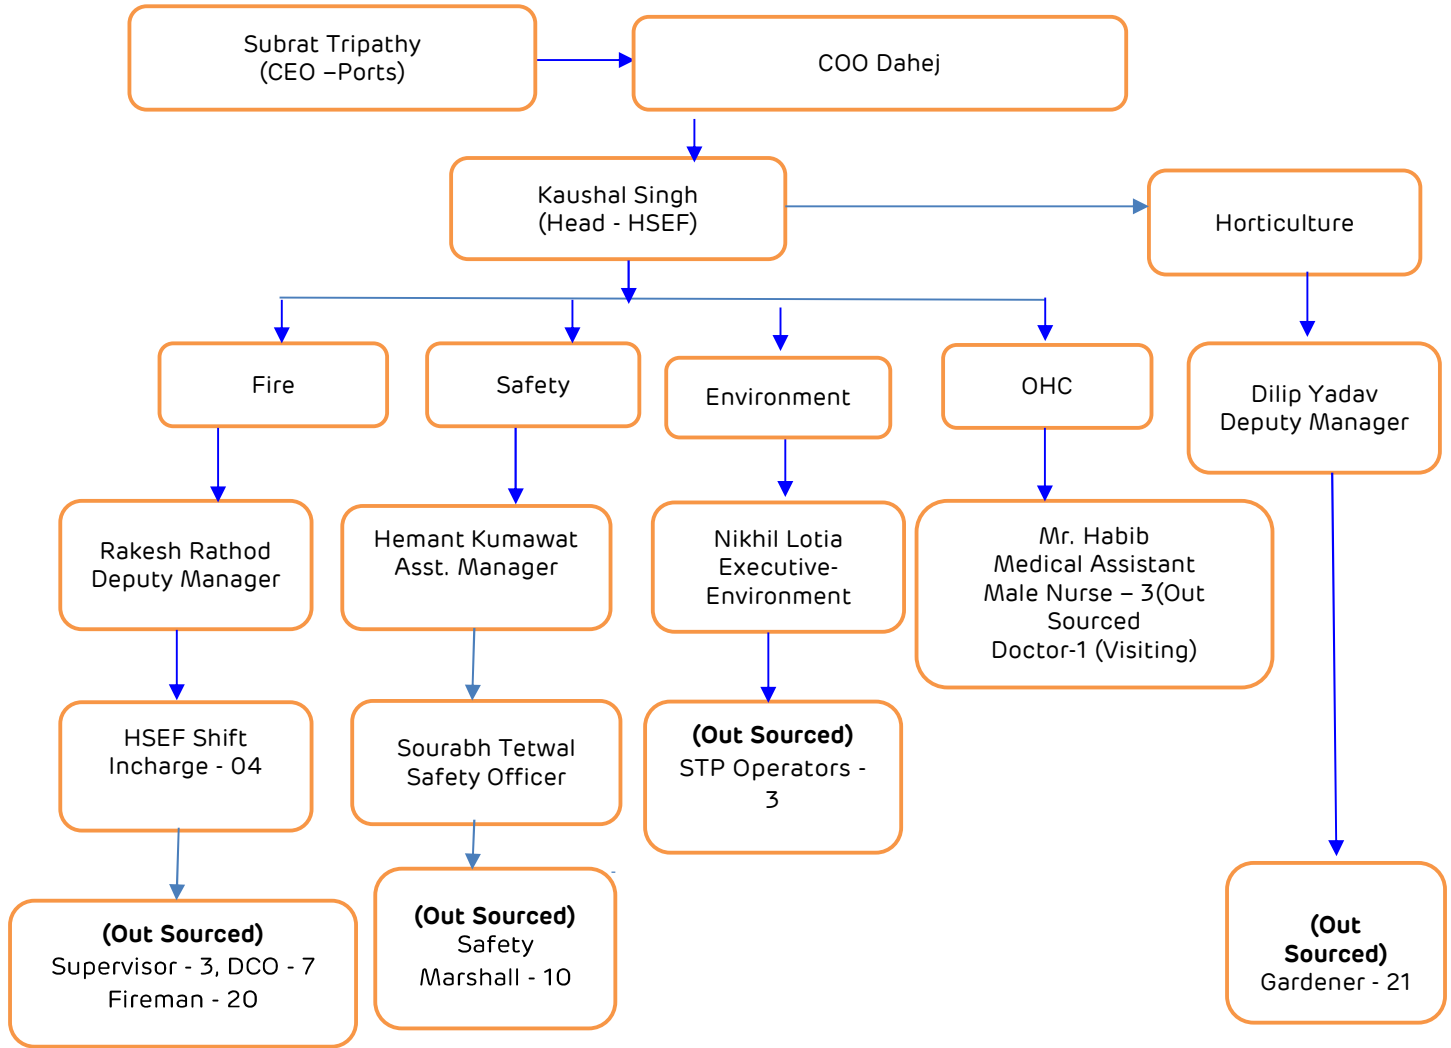 Subrat Tripathy
(CEO –Ports)
COO Dahej
Kaushal Singh
(Head - HSEF)
Horticulture
Fire
Safety
Environment
OHC
Dilip Yadav
Deputy Manager
Rakesh Rathod
Deputy Manager
Hemant Kumawat
Asst. Manager
Nikhil Lotia
Executive-
Environment
Mr. Habib
Medical Assistant
Male Nurse – 3(Out
Sourced
Doctor-1 (Visiting)
HSEF Shift
Incharge - 04
Sourabh Tetwal
Safety Officer
(Out Sourced)
STP Operators -
3
(Out Sourced)
Supervisor - 3, DCO - 7
Fireman - 20
(Out Sourced)
Safety
Marshall - 10
(Out
Sourced)
Gardener - 21